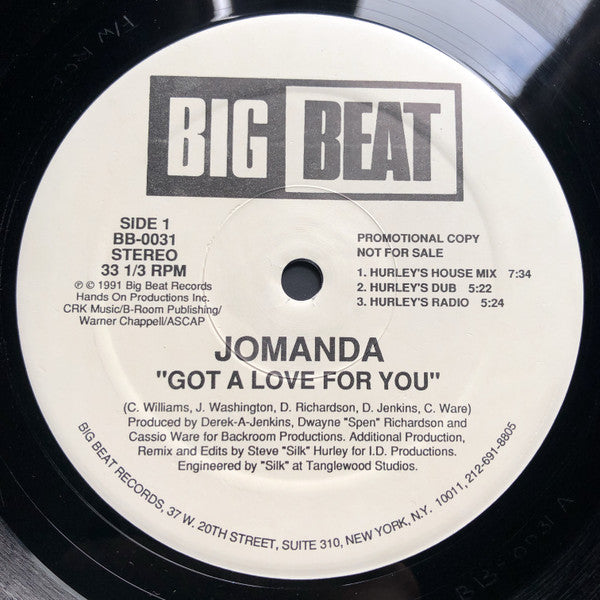 BIG BEAT
SIDE 1
BB-0031
STEREO
33 1/3 RPM
℗ © 1991 Big Beat Records
Hands On Productions Inc.
CRK Music/B-Room Publishing/
Warner Chappell/ASCAP
PROMOTIONAL COPY
NOT FOR SALE
1. HURLEY'S HOUSE MIX 7:34
2. HURLEY'S DUB 5:22
3. HURLEY'S RADIO 5:24
JOMANDA
"GOT A LOVE FOR YOU"
(C. Williams, J. Washington, D. Richardson, D. Jenkins, C. Ware)
Produced by Derek-A-Jenkins, Dwayne "Spen" Richardson and
Cassio Ware for Backroom Productions. Additional Production,
Remix and Edits by Steve "Silk" Hurley for I.D. Productions.
Engineered by "Silk" at Tanglewood Studios.
BIG BEAT RECORDS, 37 W. 20TH STREET, SUITE 310, NEW YORK, N.Y. 10011, 212-691-8805
BB-0031 A